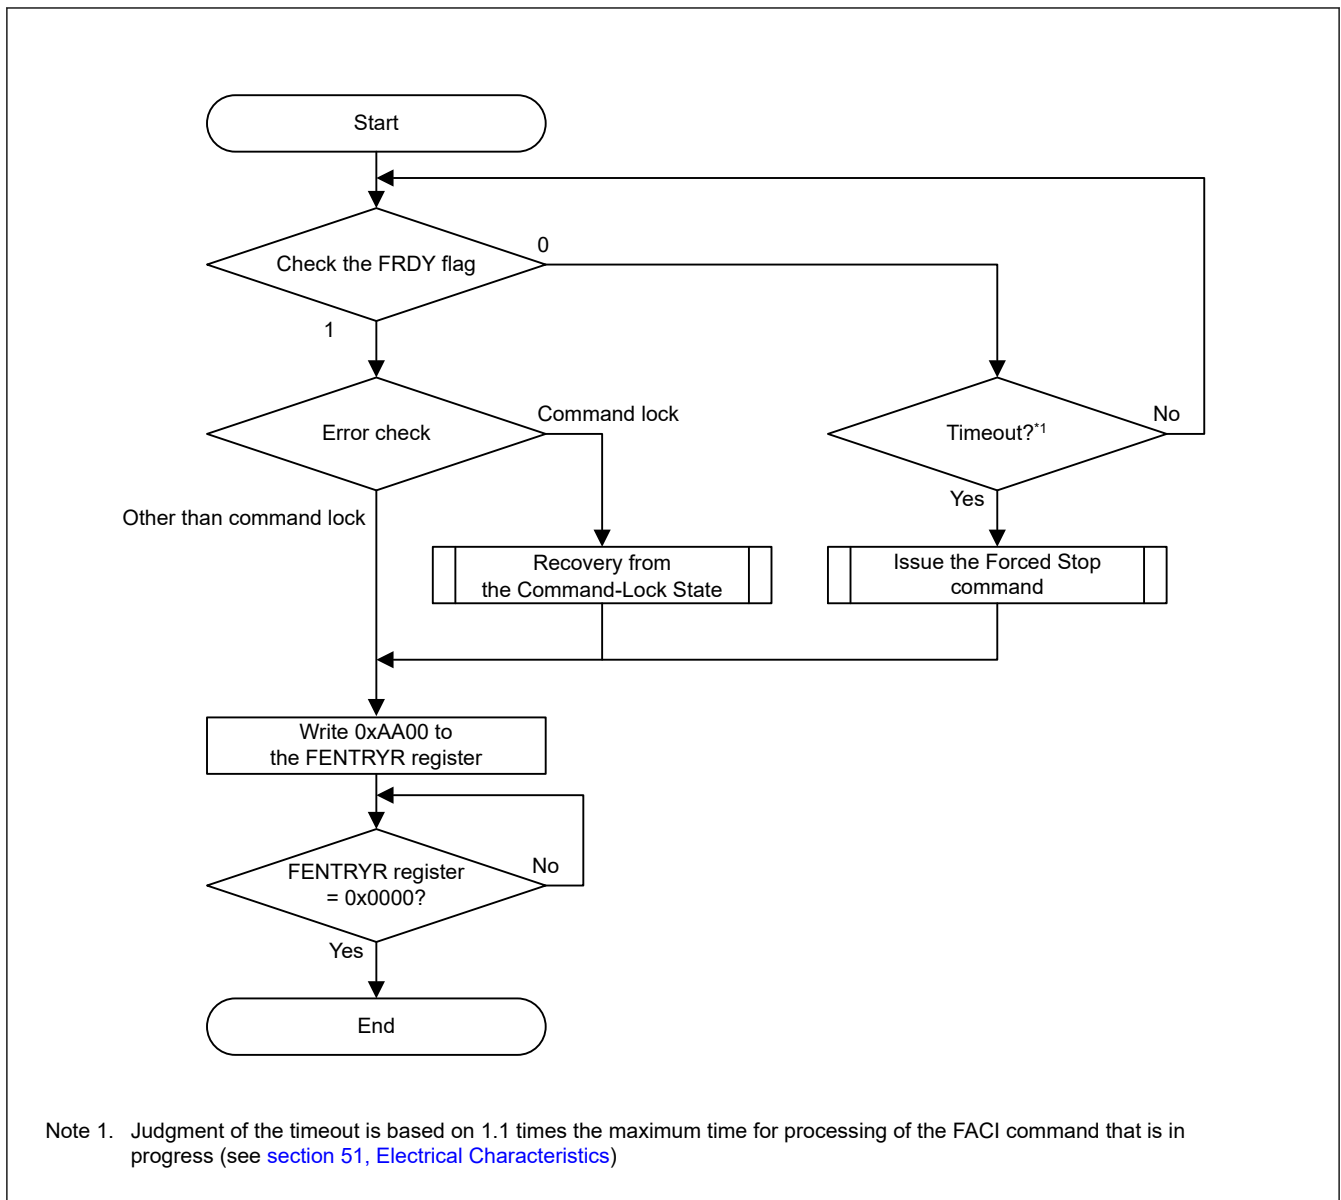 Start
Check the FRDY flag
0
1
Error check
Command lock
Timeout?*1
No
Other than command lock
Yes
Recovery from
the Command-Lock State
Issue the Forced Stop
command
Write 0xAA00 to
the FENTRYR register
FENTRYR register
= 0x0000?
No
Yes
End
Note 1. Judgment of the timeout is based on 1.1 times the maximum time for processing of the FACI command that is in
progress (see section 51, Electrical Characteristics)